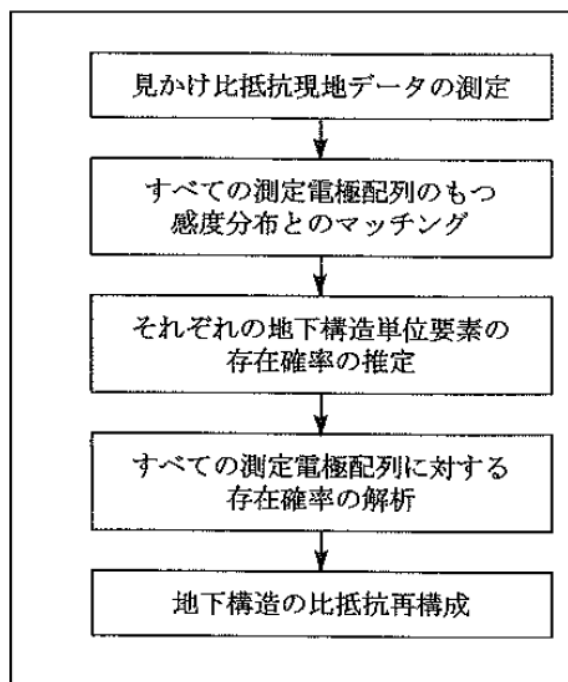 見かけ比抵抗現地データの測定
すべての測定電極配列のもつ
感度分布とのマッチング
それぞれの地下構造単位要素の
存在確率の推定
すべての測定電極配列に対する
存在確率の解析
地下構造の比抵抗再構成